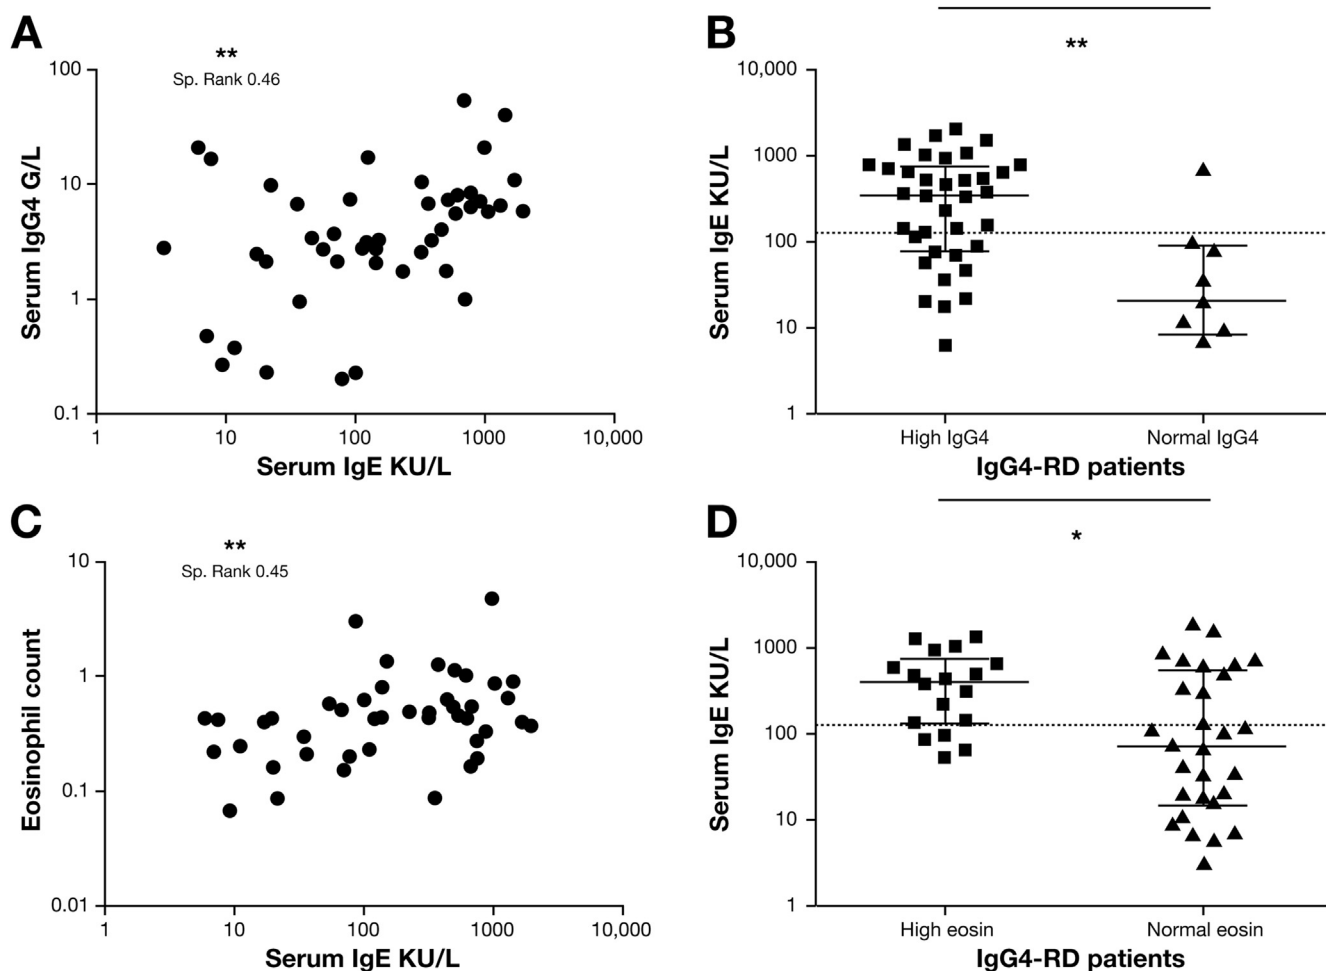 A
**
Sp. Rank 0.46
100
10
1
0.1
Serum IgG4 G/L
1
10
100
1000
10,000
Serum IgE KU/L
B
**
10,000
1000
100
10
1
Serum IgE KU/L
High IgG4
Normal IgG4
IgG4-RD patients
C
**
Sp. Rank 0.45
10
1
0.1
0.01
Eosinophil count
1
10
100
1000
10,000
Serum IgE KU/L
D
*
10,000
1000
100
10
1
Serum IgE KU/L
High eosin
Normal eosin
IgG4-RD patients